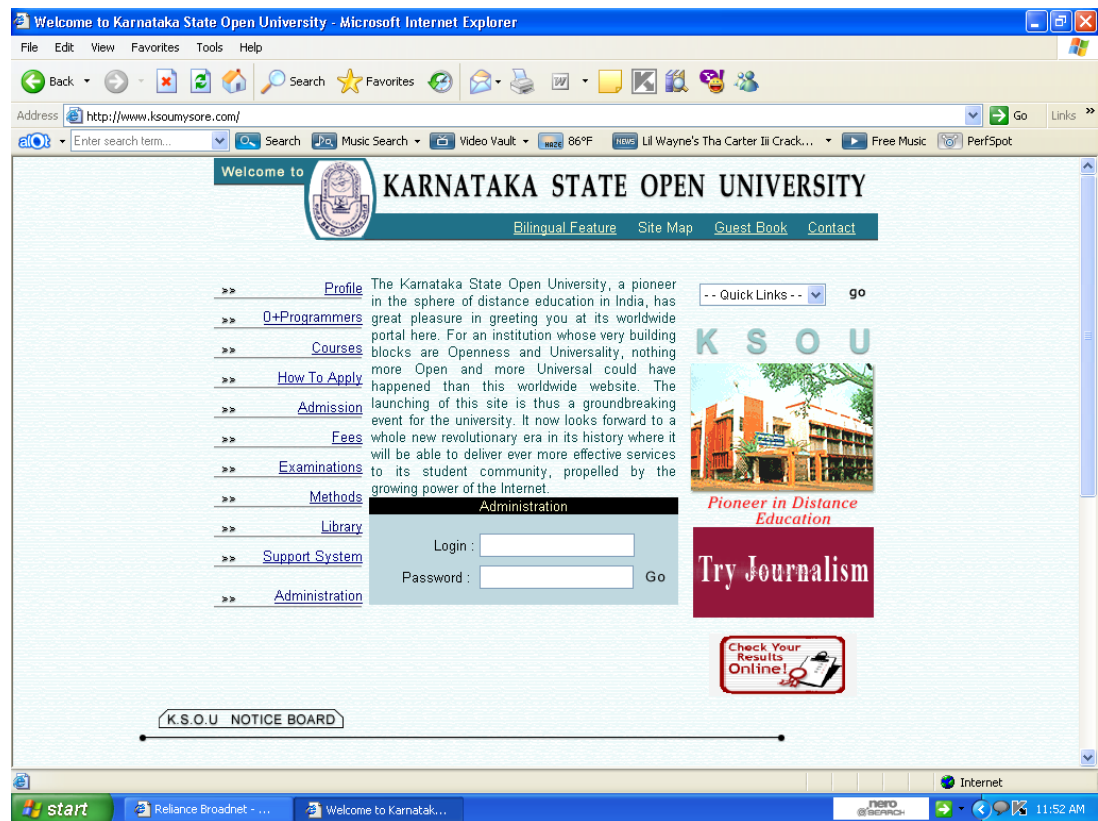 Welcome to Karnataka State Open University - Microsoft Internet Explorer
File Edit View Favorites Tools Help
Back Search Favorites
Address http://www.ksoumysore.com/ Go Links »
Enter search term... Search Music Search Video Vault HAZE 86°F NEWS Lil Wayne's Tha Carter Iii Crack... Free Music PerfSpot
Welcome to
KARNATAKA STATE OPEN UNIVERSITY
Bilingual Feature Site Map Guest Book Contact
>> Profile
>> 0+Programmers
>> Courses
>> How To Apply
>> Admission
>> Fees
>> Examinations
>> Methods
>> Library
>> Support System
>> Administration
The Karnataka State Open University, a pioneer
in the sphere of distance education in India, has
great pleasure in greeting you at its worldwide
portal here. For an institution whose very building
blocks are Openness and Universality, nothing
more Open and more Universal could have
happened than this worldwide website. The
launching of this site is thus a groundbreaking
event for the university. It now looks forward to a
whole new revolutionary era in its history where it
will be able to deliver ever more effective services
to its student community, propelled by the
growing power of the Internet.
Administration
Login :
Password : Go
-- Quick Links -- go
K S O U
Pioneer in Distance
Education
Try Journalism
Check Your
Results
Online!
K.S.O.U NOTICE BOARD
Internet
start Reliance Broadnet - ... Welcome to Karnatak... nero 11:52 AM
SEARCH